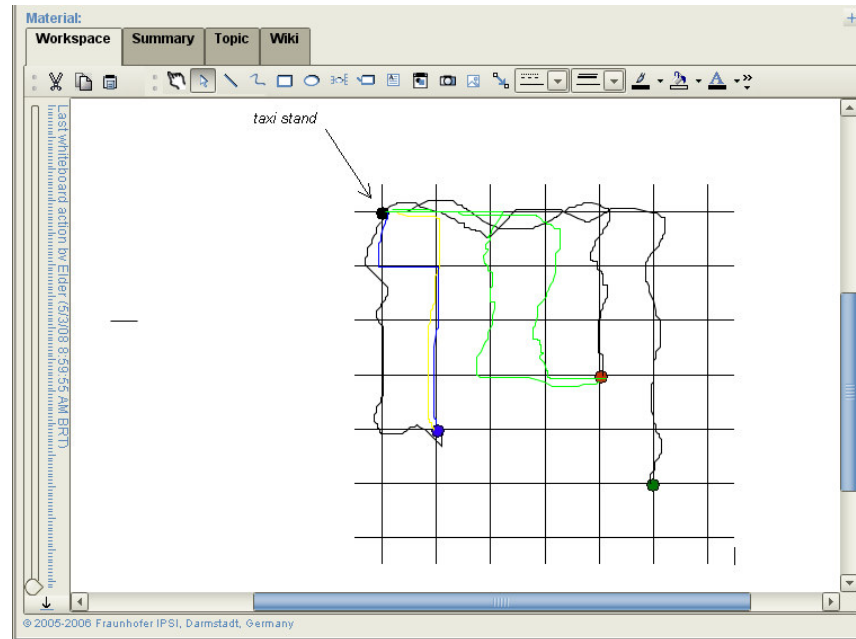 Material:
Workspace Summary Topic Wiki
taxi stand
Last whiteboard action by Elder (5/3/08 8:59:55 AM BRT)
© 2005-2006 Fraunhofer IPSI, Darmstadt, Germany